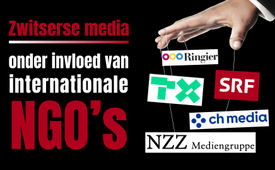 Zwitserse media
onder invloed van
internationale
NGO's
Ringier
TX
SRF
ch media
NZZ Mediengruppe